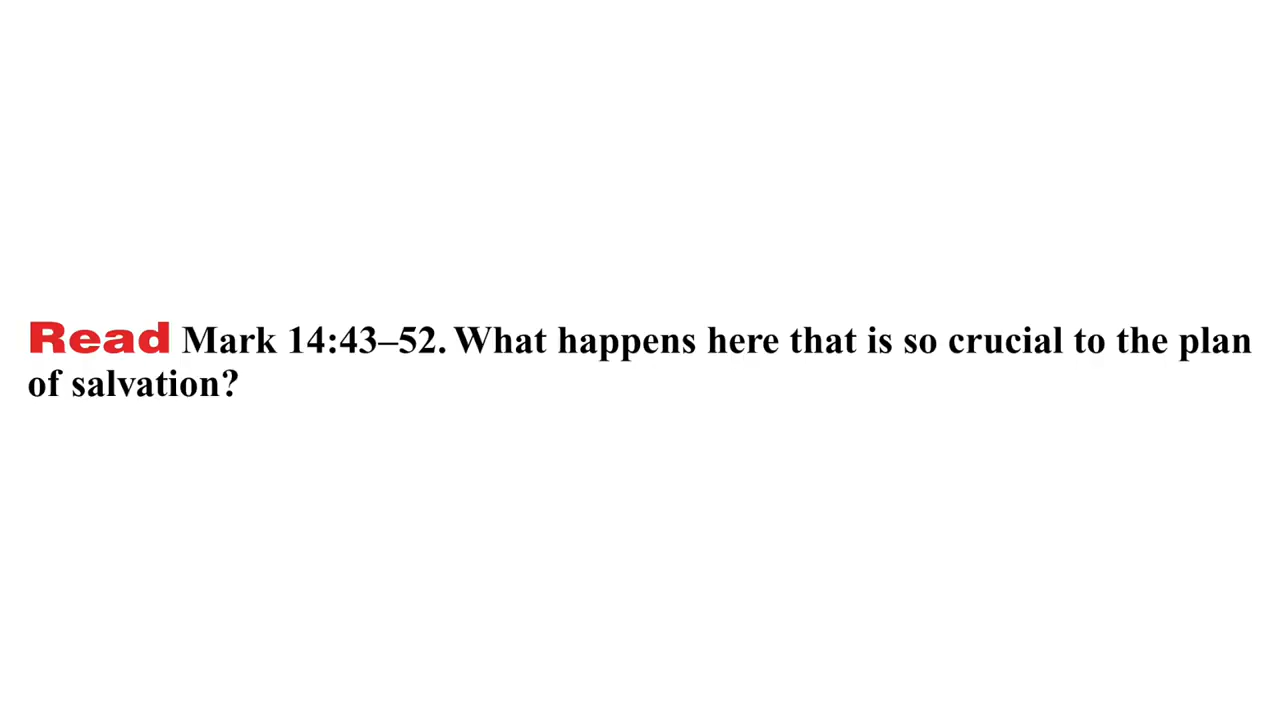 Read Mark 14:43–52. What happens here that is so crucial to the plan
of salvation?